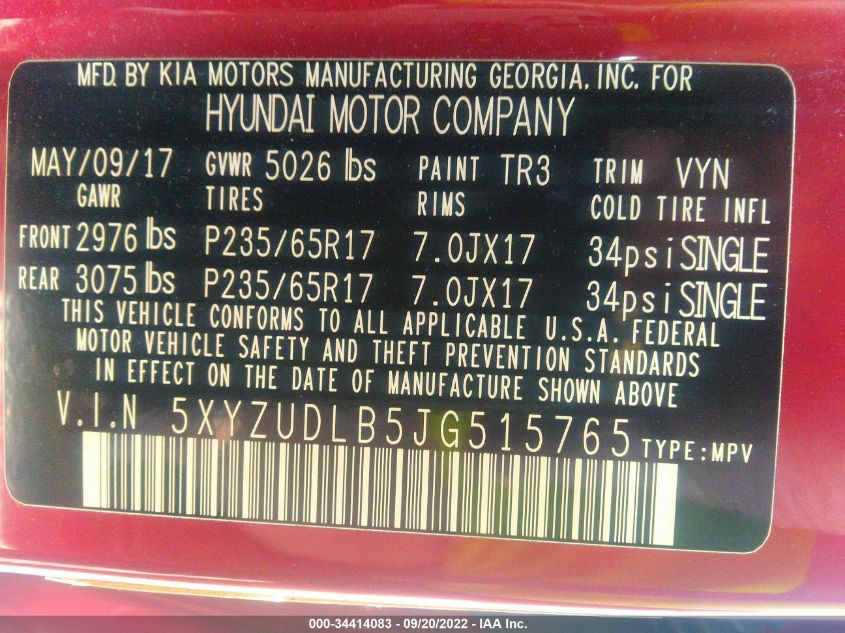 MFD. BY KIA MOTORS MANUFACTURING GEORGIA, INC. FOR
HYUNDAI MOTOR COMPANY
MAY/09/17 GVWR 5026 lbs PAINT TR3 TRIM VYN
GAWR TIRES RIMS COLD TIRE INFL
FRONT 2976 lbs P235/65R17 7.0JX17 34psi SINGLE
REAR 3075 lbs P235/65R17 7.0JX17 34psi SINGLE
THIS VEHICLE CONFORMS TO ALL APPLICABLE U.S.A. FEDERAL
MOTOR VEHICLE SAFETY AND THEFT PREVENTION STANDARDS
IN EFFECT ON THE DATE OF MANUFACTURE SHOWN ABOVE
V.I.N 5XYZUDLB5JG515765 TYPE:MPV
000-34414083 - 09/20/2022 - IAA Inc.